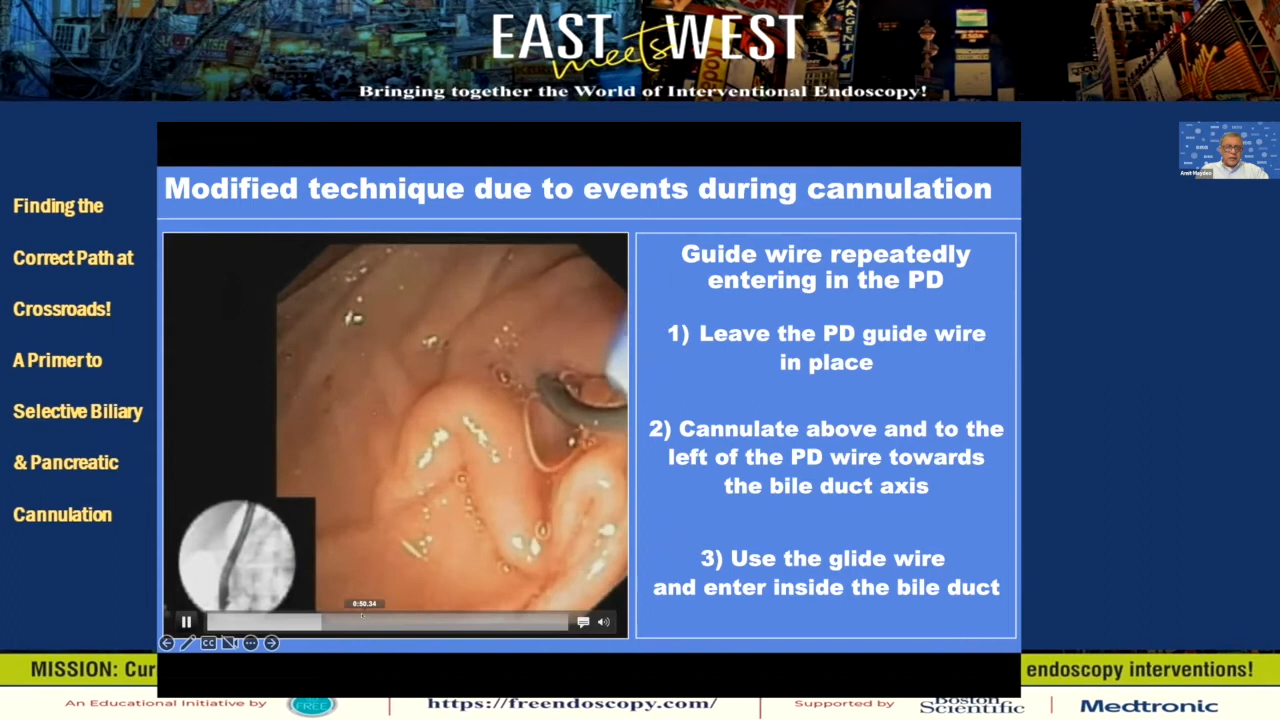 EAST meets WEST
Bringing together the World of Interventional Endoscopy!
Finding the
Correct Path at
Crossroads!
A Primer to
Selective Biliary
& Pancreatic
Cannulation
Modified technique due to events during cannulation
Guide wire repeatedly
entering in the PD
1) Leave the PD guide wire
in place
2) Cannulate above and to the
left of the PD wire towards
the bile duct axis
3) Use the glide wire
and enter inside the bile duct
0:50.34
CC
Amit Maydeo
MISSION: Cur
endoscopy interventions!
An Educational Initiative by
FREE
https://freendoscopy.com/
Supported by
Boston
Scientific
Medtronic